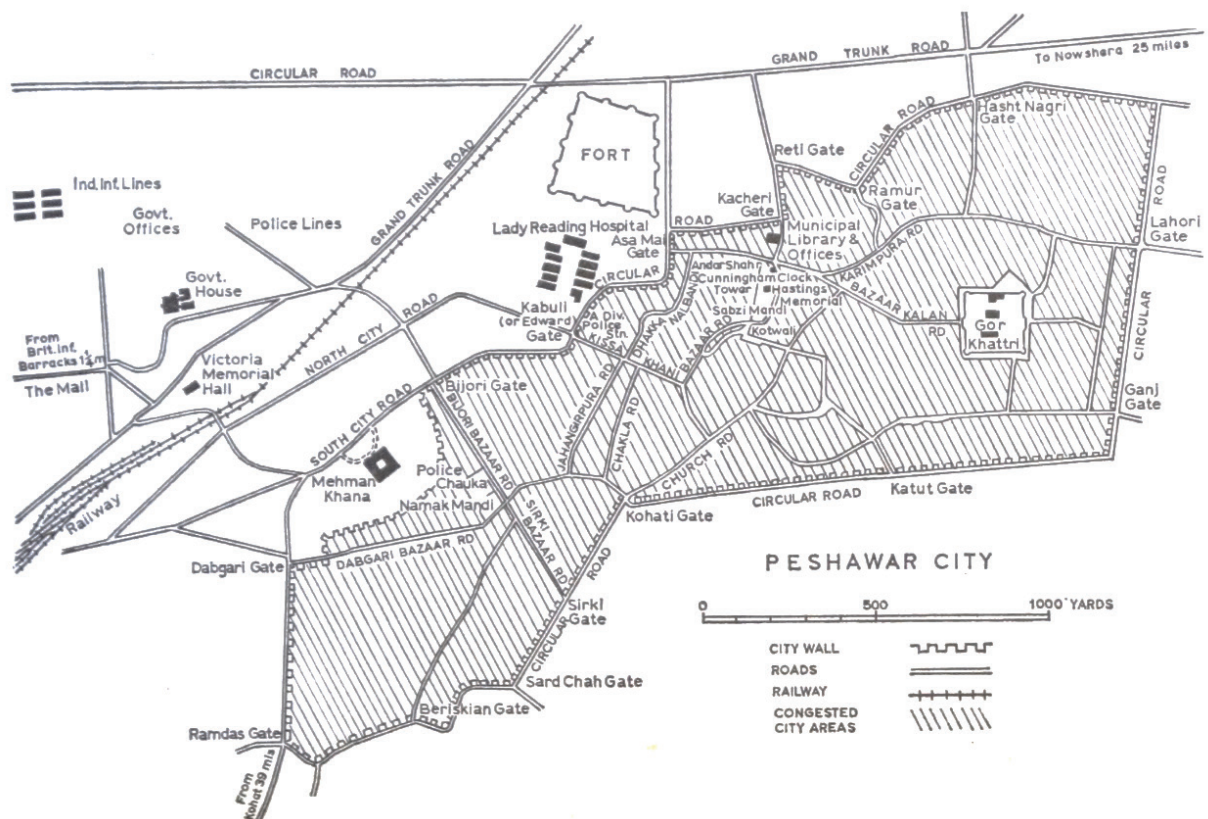 CIRCULAR ROAD
GRAND TRUNK ROAD
To Nowshera 25 miles
CIRCULAR ROAD
Hasht Nagri
Gate
ROAD
FORT
Reti Gate
Ramur
Gate
Ind. Inf. Lines
Govt.
Offices
Police Lines
GRAND TRUNK ROAD
Lady Reading Hospital
Asa Mai
Gate
ROAD
Kacheri
Gate
Municipal
Library &
Offices
Lahori
Gate
Govt.
House
CIRCULAR
Andar Shah
Cunningham Clock
Tower
Hastings
Memorial
KARIMPURA RD
Kabuli
(or Edward)
Gate
A Div.
Police
Stn.
DHAKKA NALBANDI
Sabzi Mandi
BAZAAR KALAN
RD
Gor
Khattri
From
Brit. Inf.
Barracks 1½m
The Mall
Victoria
Memorial
Hall
NORTH CITY ROAD
KISSA
KHANI
BAZAAR RD
Kotwali
CIRCULAR
Bijori Gate
Ganj
Gate
SOUTH CITY ROAD
BIJORI BAZAAR RD
JAHANGIRPURA RD
CHAKLA RD
CHURCH RD
Mehman
Khana
Police
Chauka
Namak Mandi
Railway
SIRKI
BAZAAR RD
Kohati Gate
CIRCULAR ROAD
Katut Gate
Dabgari Gate
DABGARI BAZAAR RD
ROAD
Sirki
Gate
CIRCULAR
Sard Chah Gate
Beriskian Gate
Ramdas Gate
From
Kohat 39 mls
PESHAWAR CITY
0 500 1000 YARDS
CITY WALL
ROADS
RAILWAY
CONGESTED
CITY AREAS